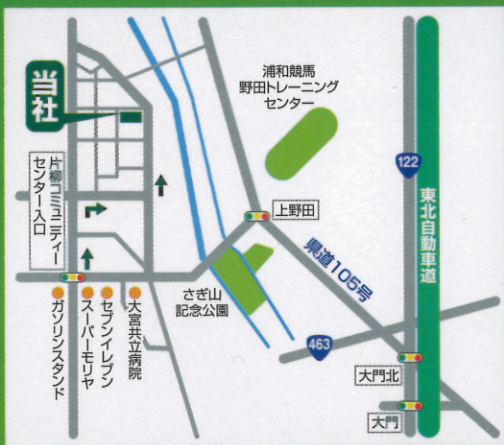 当社
浦和競馬
野田トレーニング
センター
122
東北自動車道
片柳コミュニティー
センター入口
上野田
県道105号
さぎ山
記念公園
463
大門北
大門
ガソリンスタンド
スーパーモリヤ
セブンイレブン
大宮共立病院